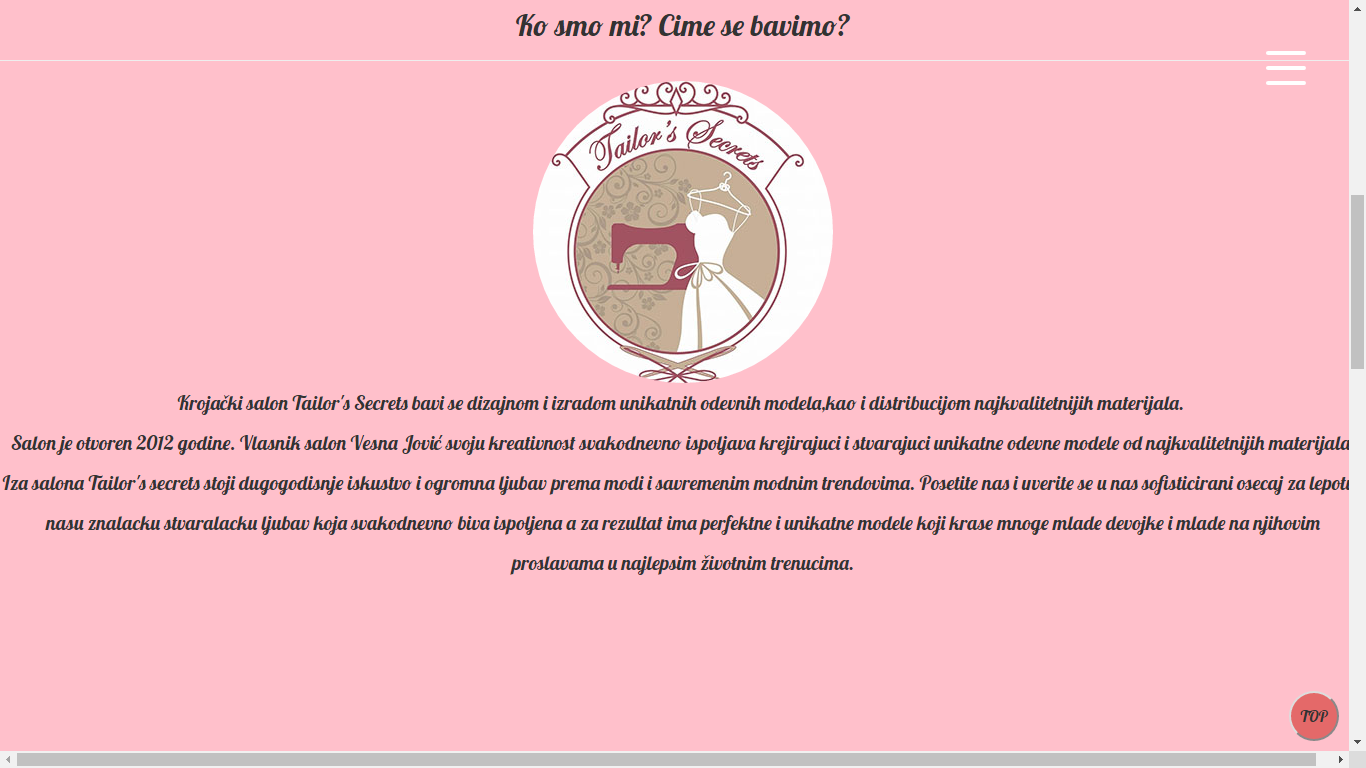 Ko smo mi? Cime se bavimo?
Tailor's Secrets
Krojački salon Tailor's Secrets bavi se dizajnom i izradom unikatnih odevnih modela,kao i distribucijom najkvalitetnijih materijala.
Salon je otvoren 2012 godine. Vlasnik salon Vesna Jović svoju kreativnost svakodnevno ispoljava krejirajuci i stvarajuci unikatne odevne modele od najkvalitetnijih materijala
Iza salona Tailor's secrets stoji dugogodisnje iskustvo i ogromna ljubav prema modi i savremenim modnim trendovima. Posetite nas i uverite se u nas sofisticirani osecaj za
nasu znalacku stvaralacku ljubav koja svakodnevno biva ispoljena a za rezultat ima perfektne i unikatne modele koji krase mnoge mlade devojke i mlade na njihovim
proslavama u najlepsim životnim trenucima.
TOP